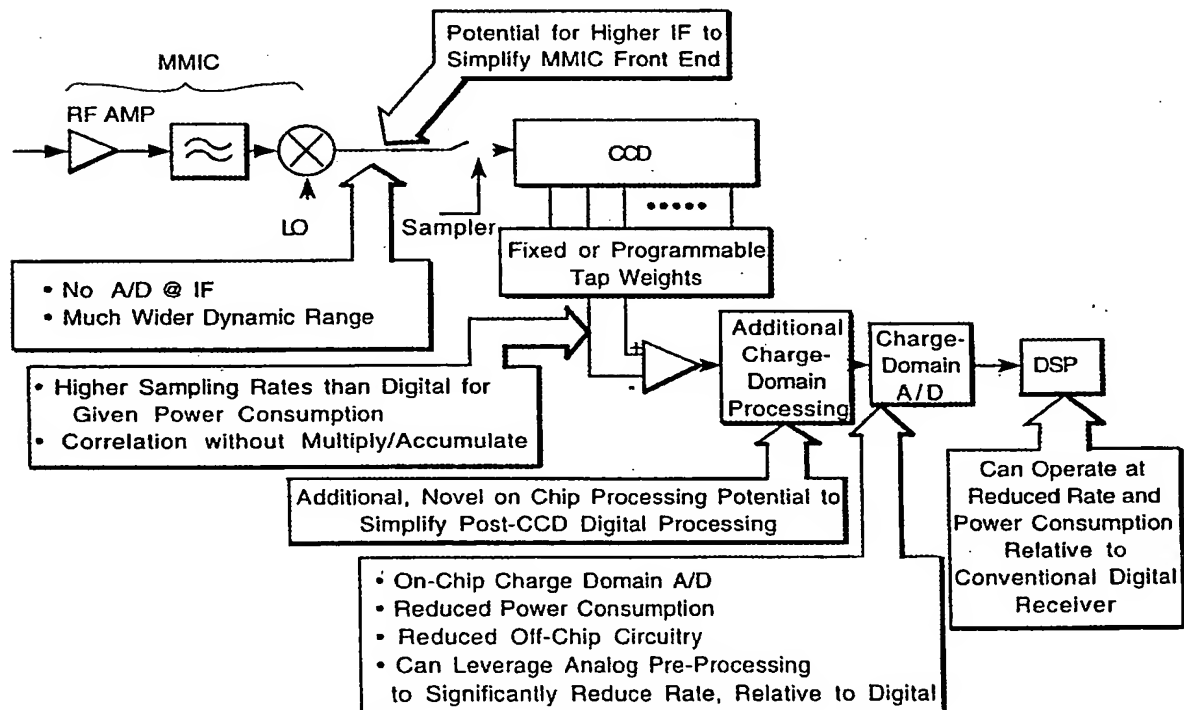 Potential for Higher IF to
Simplify MMIC Front End
MMIC
RF AMP
CCD
LO
Sampler
Fixed or Programmable
Tap Weights
• No A/D @ IF
• Much Wider Dynamic Range
+
-
Additional
Charge-
Domain
Processing
Charge-
Domain
A/D
DSP
• Higher Sampling Rates than Digital for
Given Power Consumption
• Correlation without Multiply/Accumulate
Additional, Novel on Chip Processing Potential to
Simplify Post-CCD Digital Processing
Can Operate at
Reduced Rate and
Power Consumption
Relative to
Conventional Digital
Receiver
• On-Chip Charge Domain A/D
• Reduced Power Consumption
• Reduced Off-Chip Circuitry
• Can Leverage Analog Pre-Processing
to Significantly Reduce Rate, Relative to Digital